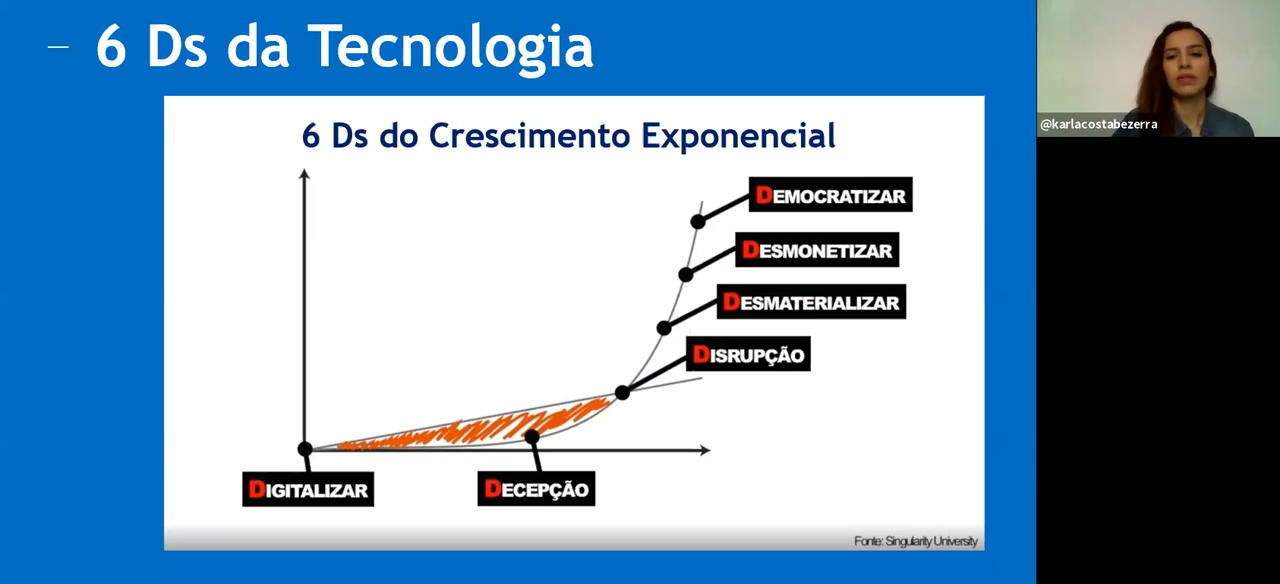 6 Ds da Tecnologia
@karlacostabezerra
6 Ds do Crescimento Exponencial
DEMOCRATIZAR
DESMONETIZAR
DESMATERIALIZAR
DISRUPÇÃO
DIGITALIZAR
DECEPÇÃO
Fonte: Singularity University